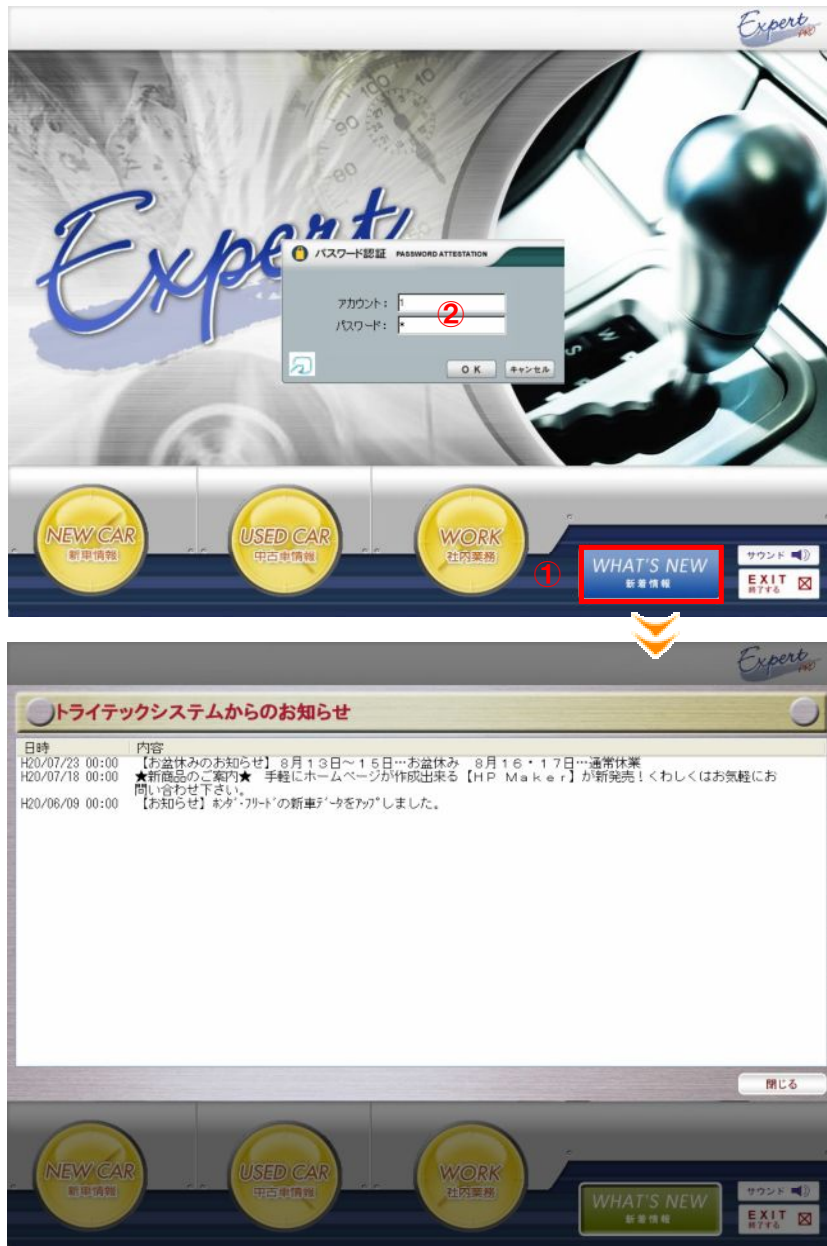 Expert PRO
Expert
パスワード認証 PASSWORD ATTESTATION
アカウント： 1
パスワード： *
②
O K キャンセル
NEW CAR
新車情報
USED CAR
中古車情報
WORK
社内業務
①
WHAT'S NEW
新着情報
サウンド
EXIT
終了する
Expert PRO
トライテックシステムからのお知らせ
日時 内容
H20/07/23 00:00 【お盆休みのお知らせ】８月１３日～１５日…お盆休み　８月１６・１７日…通常休業
H20/07/18 00:00 ★新商品のご案内★　手軽にホームページが作成出来る【ＨＰ　Ｍａｋｅｒ】が新発売！くわしくはお気軽にお
問い合わせ下さい。
H20/06/09 00:00 【お知らせ】ﾎﾝﾀﾞ･ﾌﾘｰﾄﾞの新車ﾃﾞｰﾀをｱｯﾌﾟしました。
閉じる
NEW CAR
新車情報
USED CAR
中古車情報
WORK
社内業務
WHAT'S NEW
新着情報
サウンド
EXIT
終了する